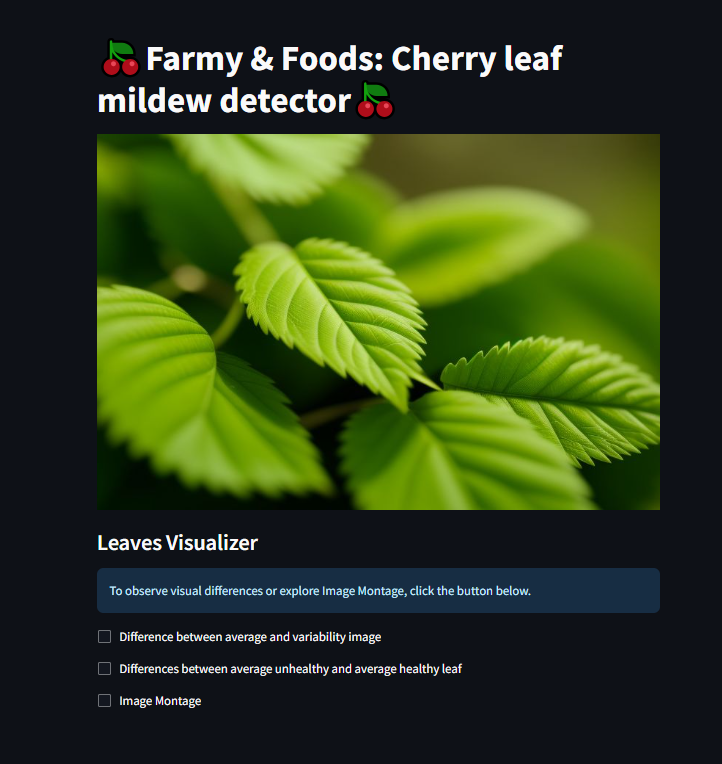 🍒 Farmy & Foods: Cherry leaf
mildew detector 🍒
Leaves Visualizer
To observe visual differences or explore Image Montage, click the button below.
Difference between average and variability image
Differences between average unhealthy and average healthy leaf
Image Montage